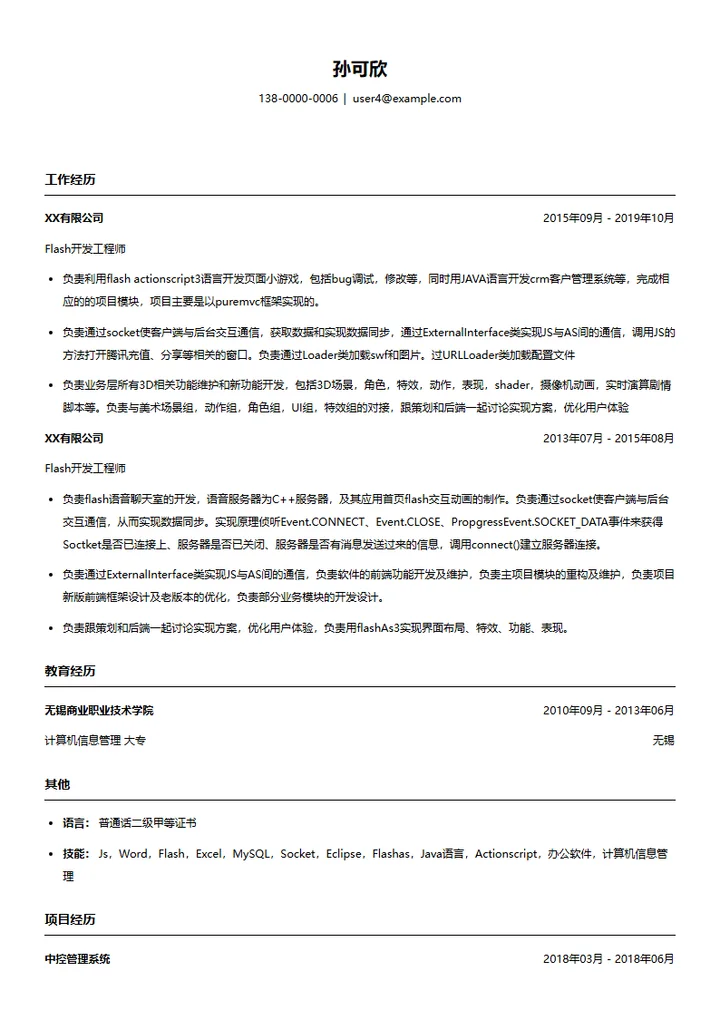 孙可欣
138-0000-0006 | user4@example.com
工作经历
XX有限公司 2015年09月 - 2019年10月
Flash开发工程师
• 负责利用flash actionscript3语言开发页面小游戏，包括bug调试，修改等，同时用JAVA语言开发crm客户管理系统等，完成相
应的的项目模块，项目主要是以puremvc框架实现的。
• 负责通过socket使客户端与后台交互通信，获取数据和实现数据同步，通过ExternalInterface类实现JS与AS间的通信，调用JS的
方法打开腾讯充值、分享等相关的窗口。负责通过Loader类加载swf和图片。过URLLoader类加载配置文件
• 负责业务层所有3D相关功能维护和新功能开发，包括3D场景，角色，特效，动作，表现，shader，摄像机动画，实时演算剧情
脚本等。负责与美术场景组，动作组，角色组，UI组，特效组的对接，跟策划和后端一起讨论实现方案，优化用户体验
XX有限公司 2013年07月 - 2015年08月
Flash开发工程师
• 负责flash语音聊天室的开发，语音服务器为C++服务器，及其应用首页flash交互动画的制作。负责通过socket使客户端与后台
交互通信，从而实现数据同步。实现原理侦听Event.CONNECT、Event.CLOSE、PropgressEvent.SOCKET_DATA事件来获得
Soctket是否已连接上、服务器是否已关闭、服务器是否有消息发送过来的信息，调用connect()建立服务器连接。
• 负责通过ExternalInterface类实现JS与AS间的通信，负责软件的前端功能开发及维护，负责主项目模块的重构及维护，负责项目
新版前端框架设计及老版本的优化，负责部分业务模块的开发设计。
• 负责跟策划和后端一起讨论实现方案，优化用户体验，负责用flashAs3实现界面布局、特效、功能、表现。
教育经历
无锡商业职业技术学院 2010年09月 - 2013年06月
计算机信息管理 大专 无锡
其他
• 语言： 普通话二级甲等证书
• 技能： Js，Word，Flash，Excel，MySQL，Socket，Eclipse，Flashas，Java语言，Actionscript，办公软件，计算机信息管
理
项目经历
中控管理系统 2018年03月 - 2018年06月